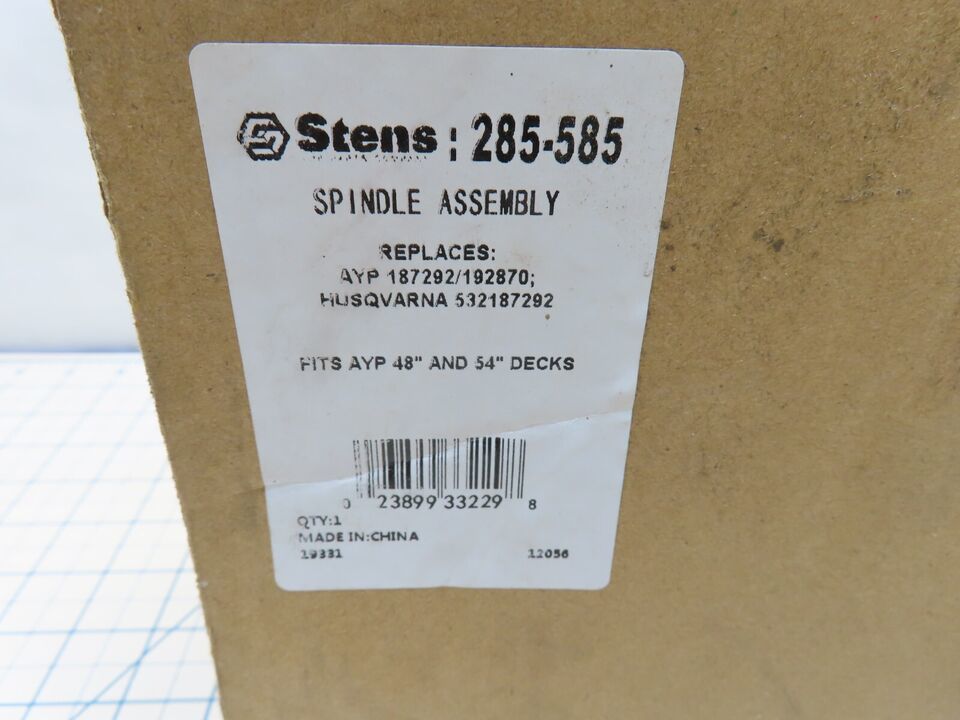 Stens : 285-585
SPINDLE ASSEMBLY
REPLACES:
AYP 187292/192870;
HUSQVARNA 532187292
FITS AYP 48" AND 54" DECKS
0 23899 33229 8
QTY:1
MADE IN:CHINA
19331 12056